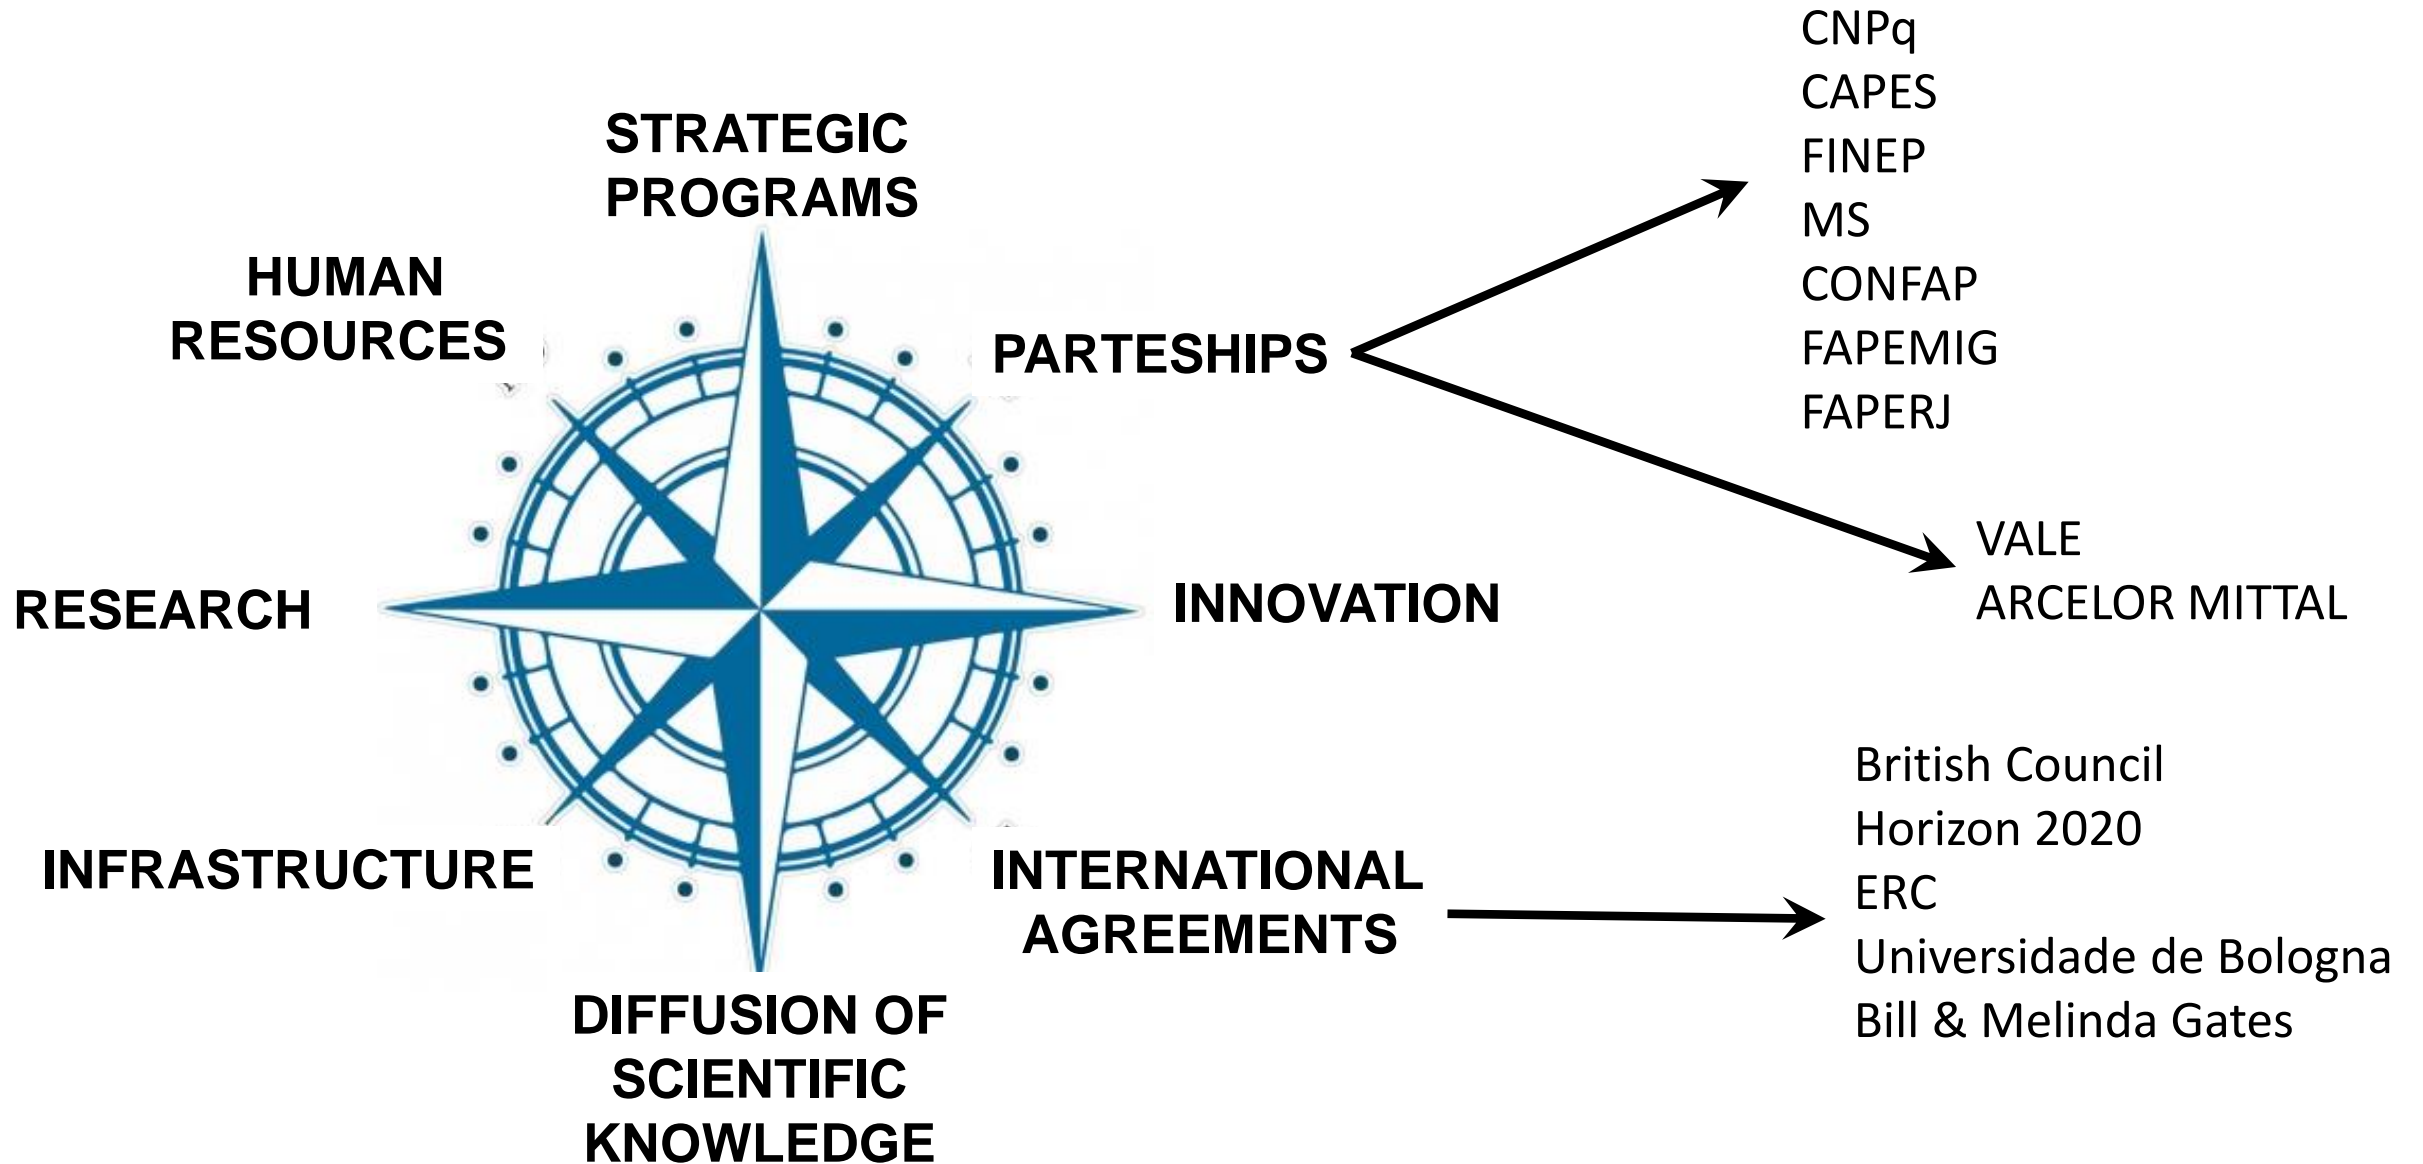 STRATEGIC
PROGRAMS
HUMAN
RESOURCES
PARTESHIPS
RESEARCH
INNOVATION
INFRASTRUCTURE
INTERNATIONAL
AGREEMENTS
DIFFUSION OF
SCIENTIFIC
KNOWLEDGE
CNPq
CAPES
FINEP
MS
CONFAP
FAPEMIG
FAPERJ
VALE
ARCELOR MITTAL
British Council
Horizon 2020
ERC
Universidade de Bologna
Bill & Melinda Gates